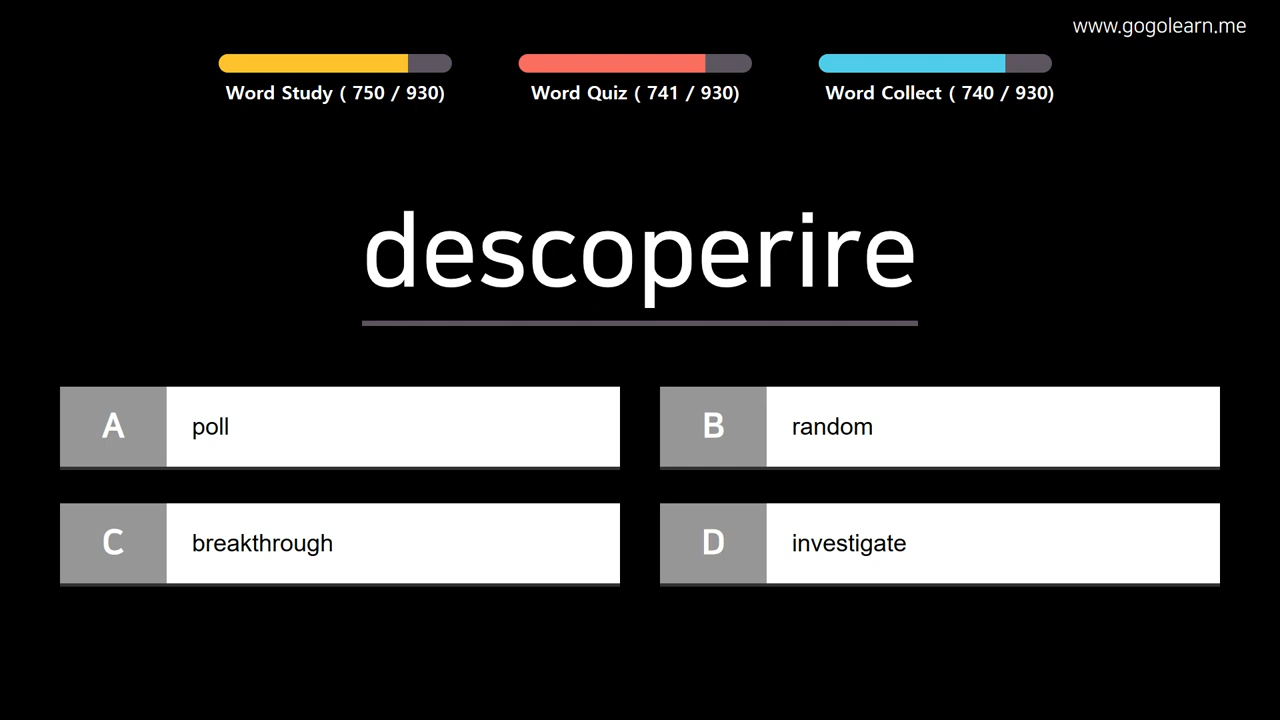 www.gogolearn.me
Word Study ( 750 / 930)
Word Quiz ( 741 / 930)
Word Collect ( 740 / 930)
descoperire
A poll
B random
C breakthrough
D investigate